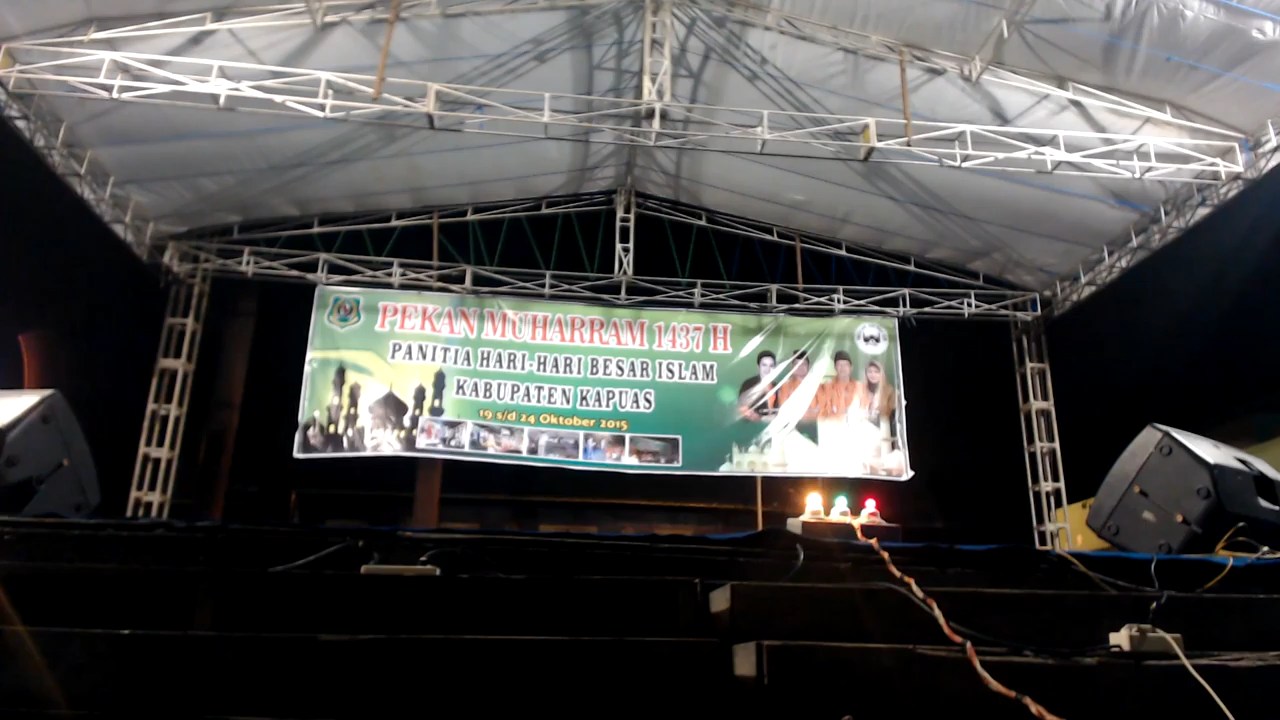 PEKAN MUHARRAM 1437 H
PANITIA HARI-HARI BESAR ISLAM
KABUPATEN KAPUAS
19 s/d 24 Oktober 2015